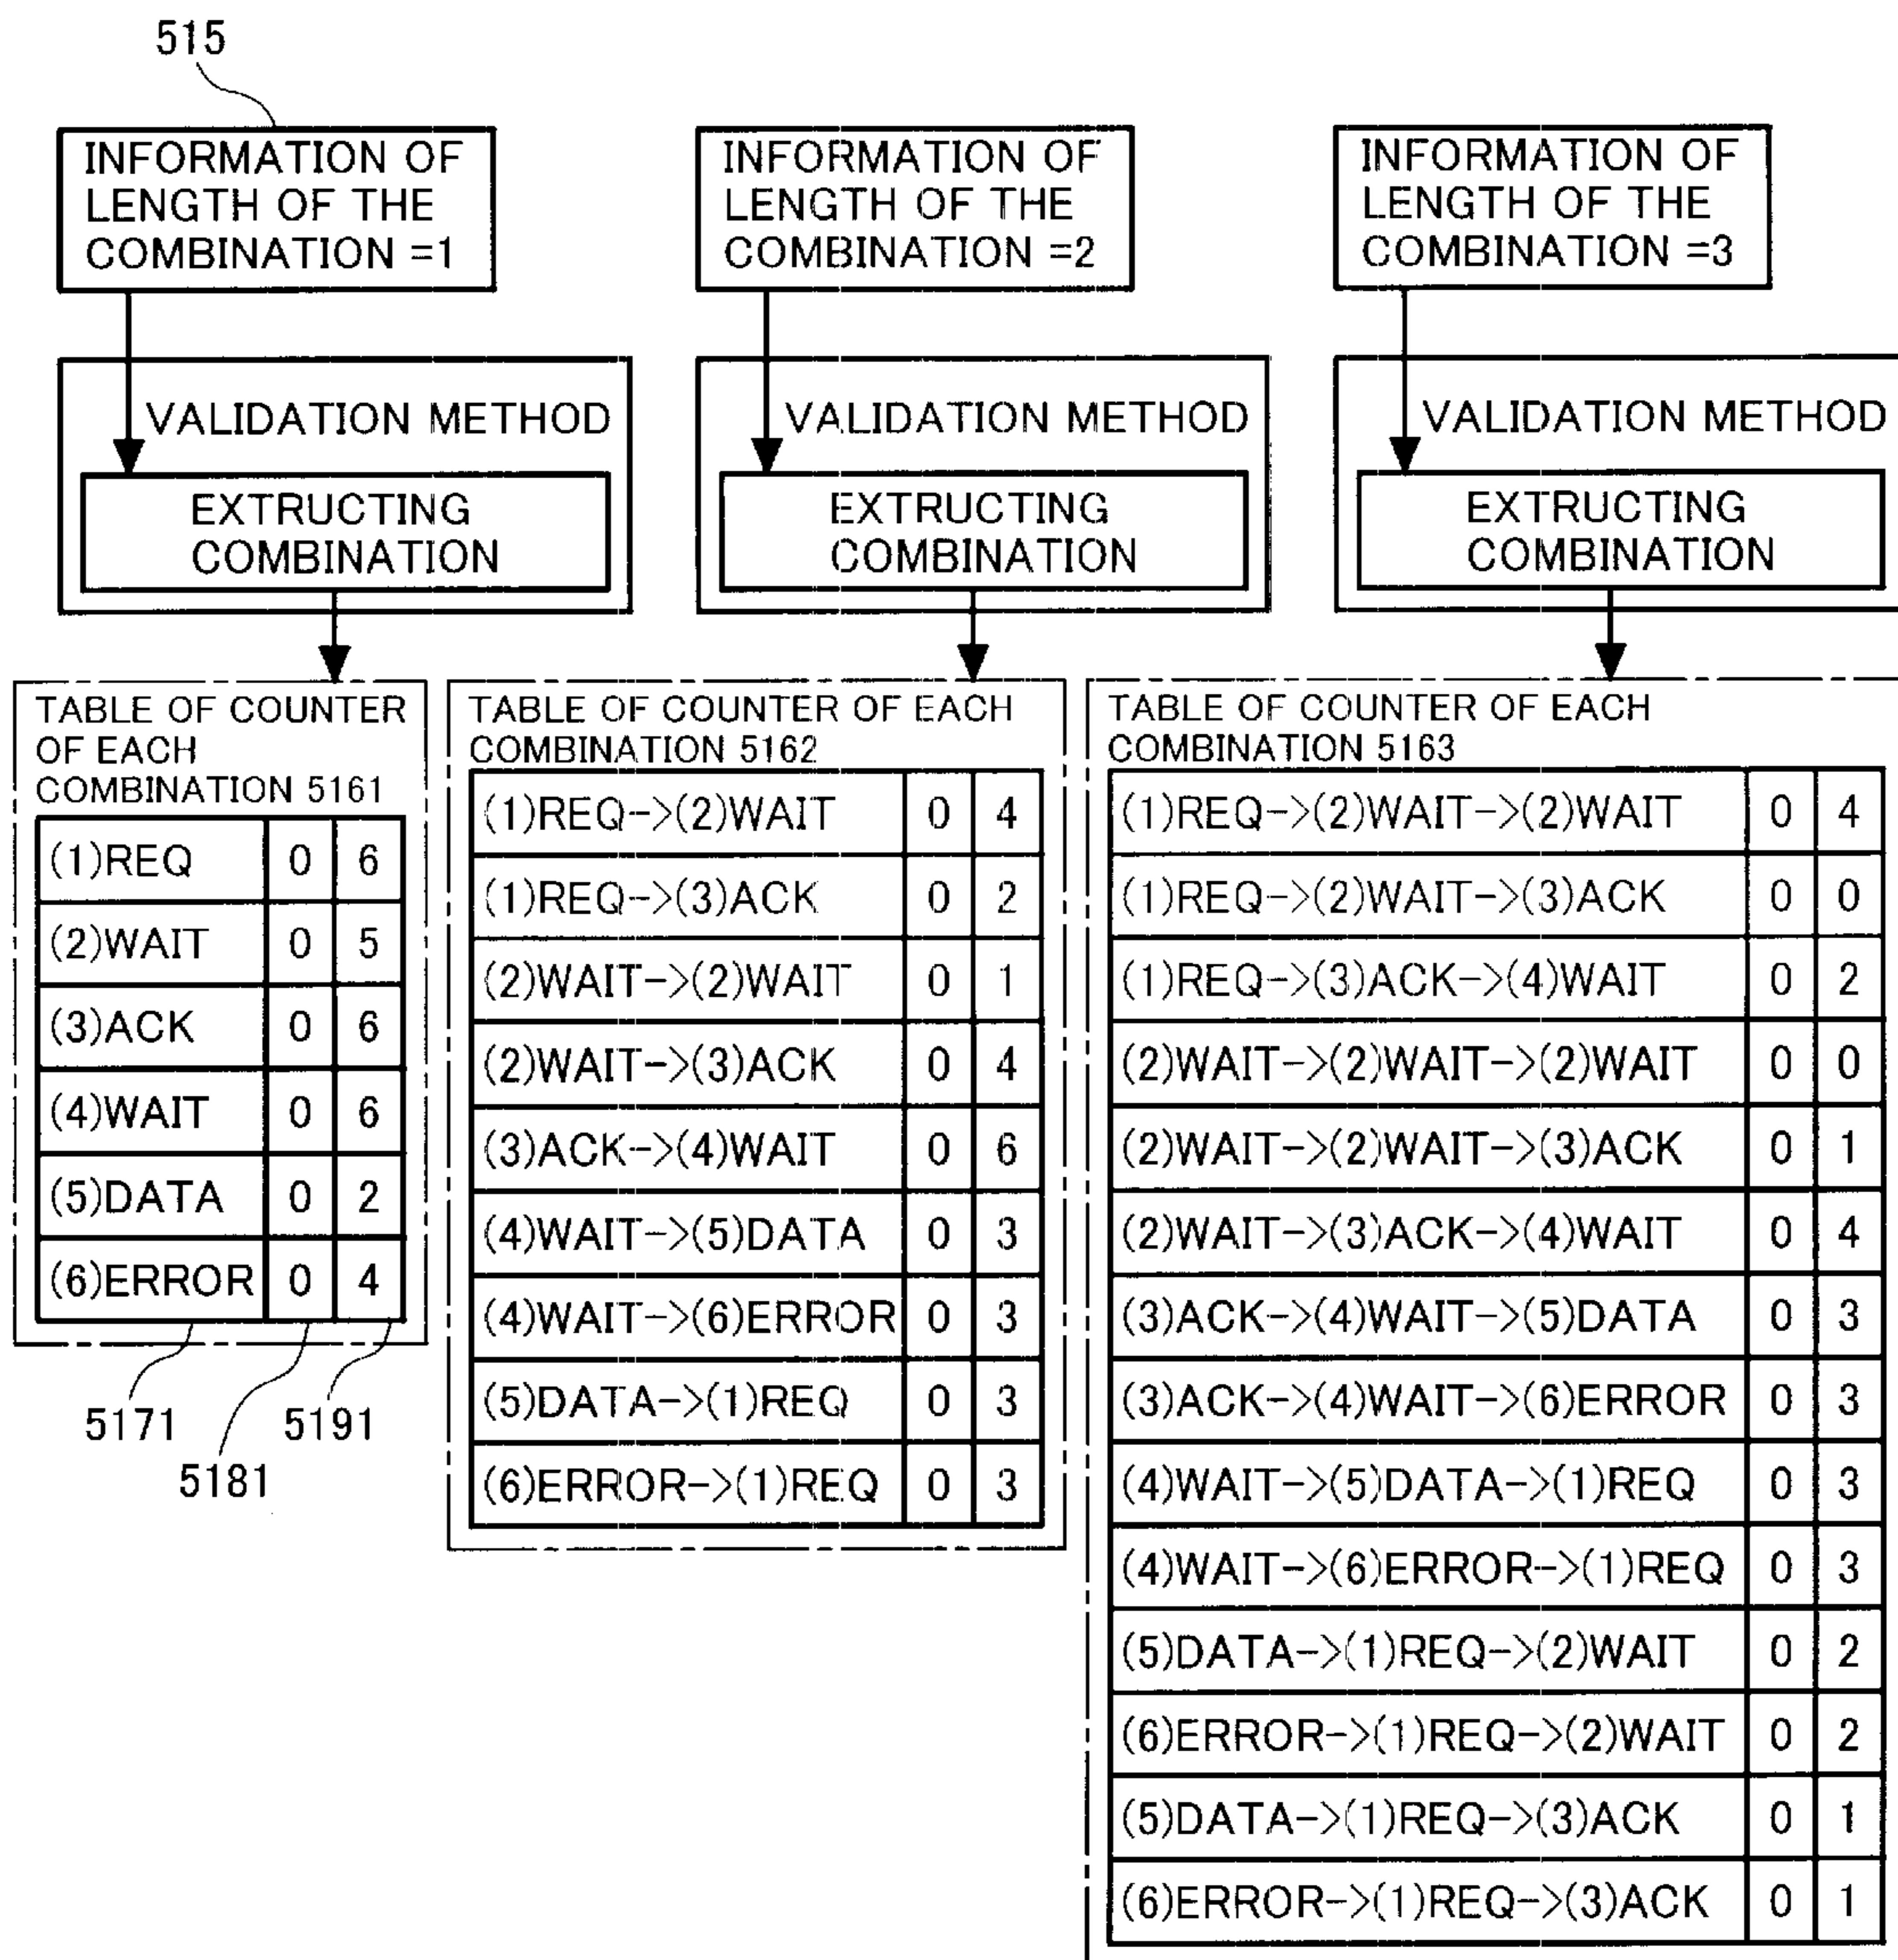 515
INFORMATION OF
LENGTH OF THE
COMBINATION =1
INFORMATION OF
LENGTH OF THE
COMBINATION =2
INFORMATION OF
LENGTH OF THE
COMBINATION =3
VALIDATION METHOD
EXTRUCTING
COMBINATION
VALIDATION METHOD
EXTRUCTING
COMBINATION
VALIDATION METHOD
EXTRUCTING
COMBINATION
TABLE OF COUNTER
OF EACH
COMBINATION 5161
(1)REQ 0 6
(2)WAIT 0 5
(3)ACK 0 6
(4)WAIT 0 6
(5)DATA 0 2
(6)ERROR 0 4
5171
5181
5191
TABLE OF COUNTER OF EACH
COMBINATION 5162
(1)REQ->(2)WAIT 0 4
(1)REQ->(3)ACK 0 2
(2)WAIT->(2)WAIT 0 1
(2)WAIT->(3)ACK 0 4
(3)ACK->(4)WAIT 0 6
(4)WAIT->(5)DATA 0 3
(4)WAIT->(6)ERROR 0 3
(5)DATA->(1)REQ 0 3
(6)ERROR->(1)REQ 0 3
TABLE OF COUNTER OF EACH
COMBINATION 5163
(1)REQ->(2)WAIT->(2)WAIT 0 4
(1)REQ->(2)WAIT->(3)ACK 0 0
(1)REQ->(3)ACK->(4)WAIT 0 2
(2)WAIT->(2)WAIT->(2)WAIT 0 0
(2)WAIT->(2)WAIT->(3)ACK 0 1
(2)WAIT->(3)ACK->(4)WAIT 0 4
(3)ACK->(4)WAIT->(5)DATA 0 3
(3)ACK->(4)WAIT->(6)ERROR 0 3
(4)WAIT->(5)DATA->(1)REQ 0 3
(4)WAIT->(6)ERROR->(1)REQ 0 3
(5)DATA->(1)REQ->(2)WAIT 0 2
(6)ERROR->(1)REQ->(2)WAIT 0 2
(5)DATA->(1)REQ->(3)ACK 0 1
(6)ERROR->(1)REQ->(3)ACK 0 1